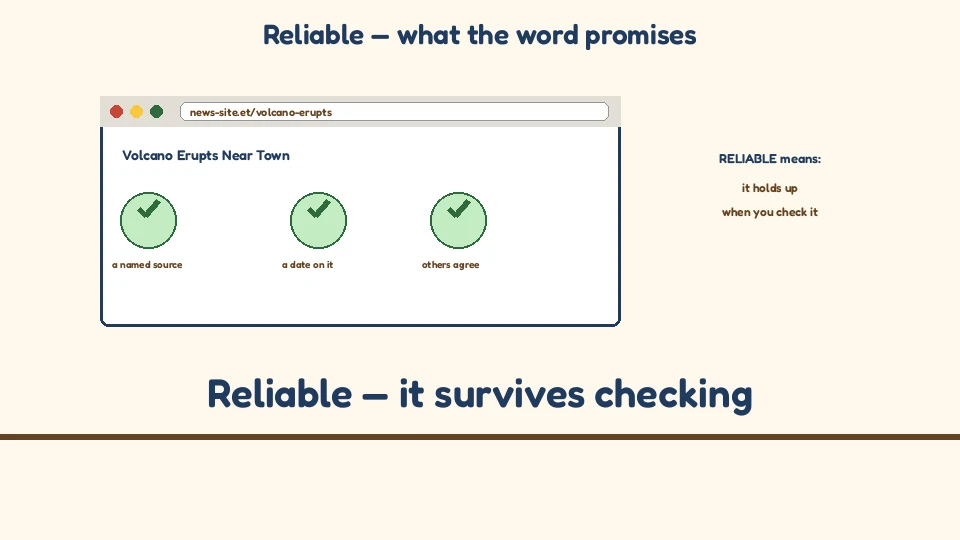 Reliable — what the word promises
news-site.et/volcano-erupts
Volcano Erupts Near Town
a named source
a date on it
others agree
RELIABLE means:
it holds up
when you check it
Reliable — it survives checking